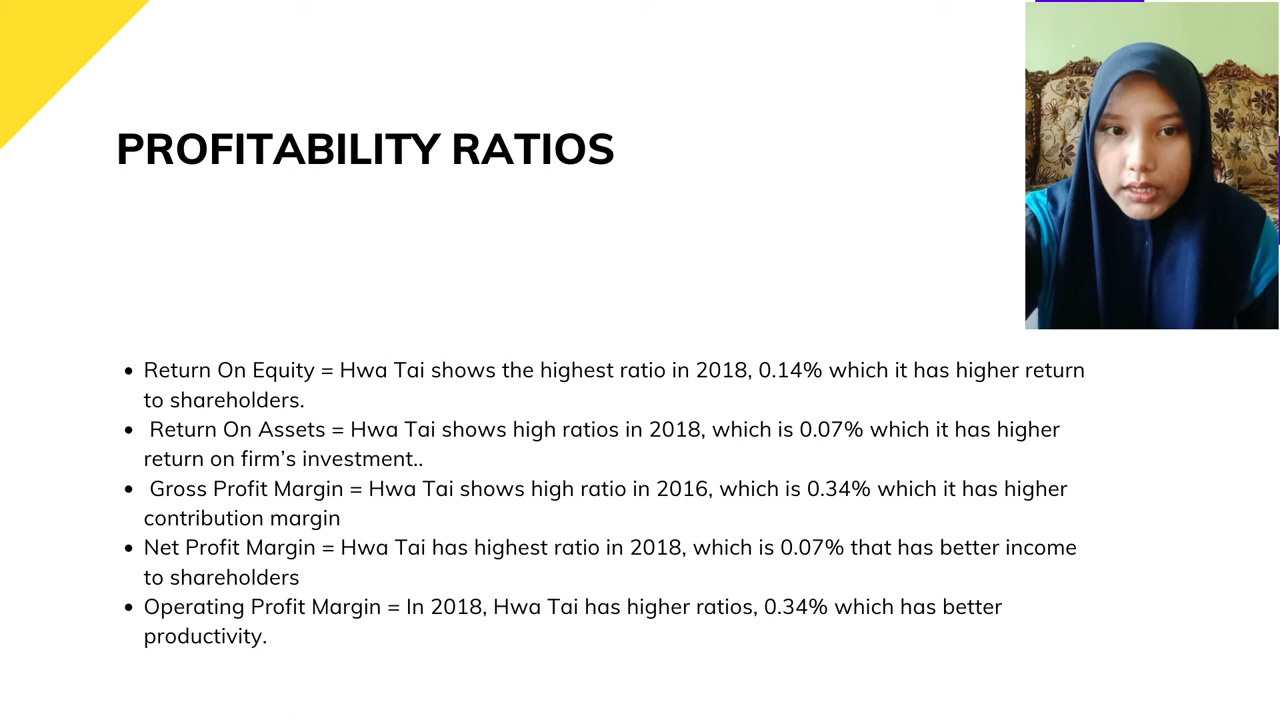 PROFITABILITY RATIOS
• Return On Equity = Hwa Tai shows the highest ratio in 2018, 0.14% which it has higher return
to shareholders.
• Return On Assets = Hwa Tai shows high ratios in 2018, which is 0.07% which it has higher
return on firm’s investment..
• Gross Profit Margin = Hwa Tai shows high ratio in 2016, which is 0.34% which it has higher
contribution margin
• Net Profit Margin = Hwa Tai has highest ratio in 2018, which is 0.07% that has better income
to shareholders
• Operating Profit Margin = In 2018, Hwa Tai has higher ratios, 0.34% which has better
productivity.